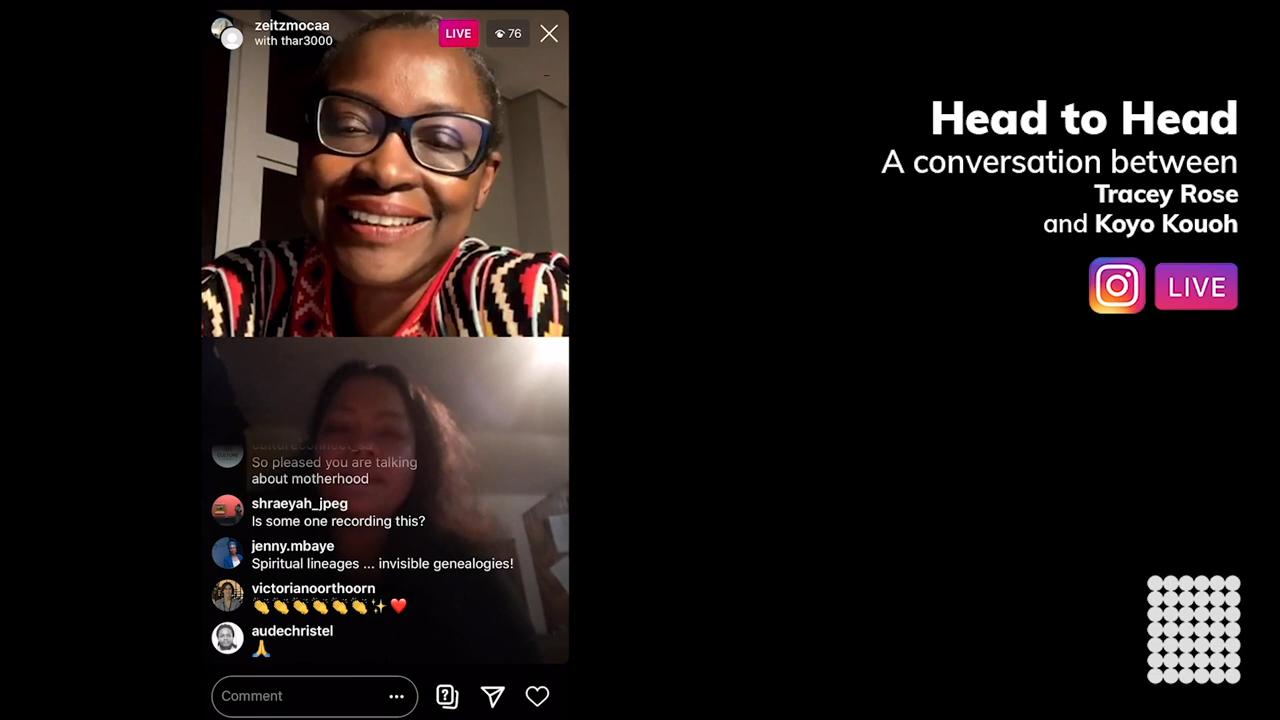 zeitzmocaa
with thar3000
LIVE
76
cultureconnect_sa
So pleased you are talking
about motherhood
shraeyah_jpeg
Is some one recording this?
jenny.mbaye
Spiritual lineages ... invisible genealogies!
victorianoorthoorn
👏👏👏👏👏👏✨❤️
audechristel
🙏
Comment
Head to Head
A conversation between
Tracey Rose
and Koyo Kouoh
LIVE